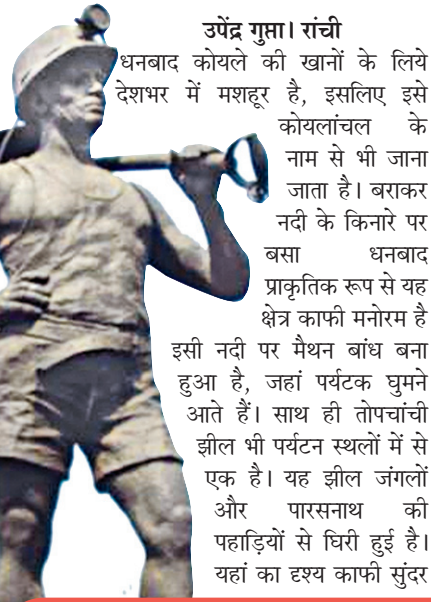 उपेंद्र गुप्ता। रांची
धनबाद कोयले की खानों के लिये
देशभर में मशहूर है, इसलिए इसे
कोयलांचल के
नाम से भी जाना
जाता है। बराकर
नदी के किनारे पर
बसा धनबाद
प्राकृतिक रूप से यह
क्षेत्र काफी मनोरम है
इसी नदी पर मैथन बांध बना
हुआ है, जहां पर्यटक घुमने
आते हैं। साथ ही तोपचांची
झील भी पर्यटन स्थलों में से
एक है। यह झील जंगलों
और पारसनाथ की
पहाड़ियों से घिरी हुई है।
यहां का दृश्य काफी सुंदर